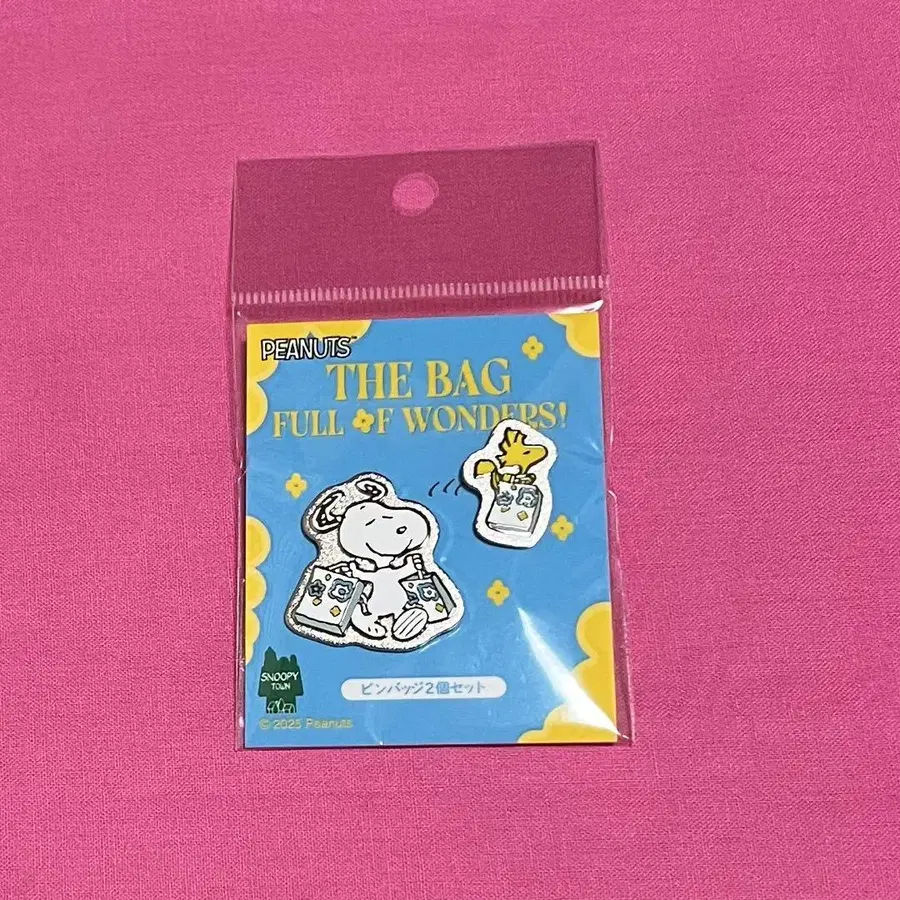 PEANUTS™
THE BAG
FULL OF WONDERS!
SNOOPY
TOWN
ピンバッジ2個セット
© 2025 Peanuts